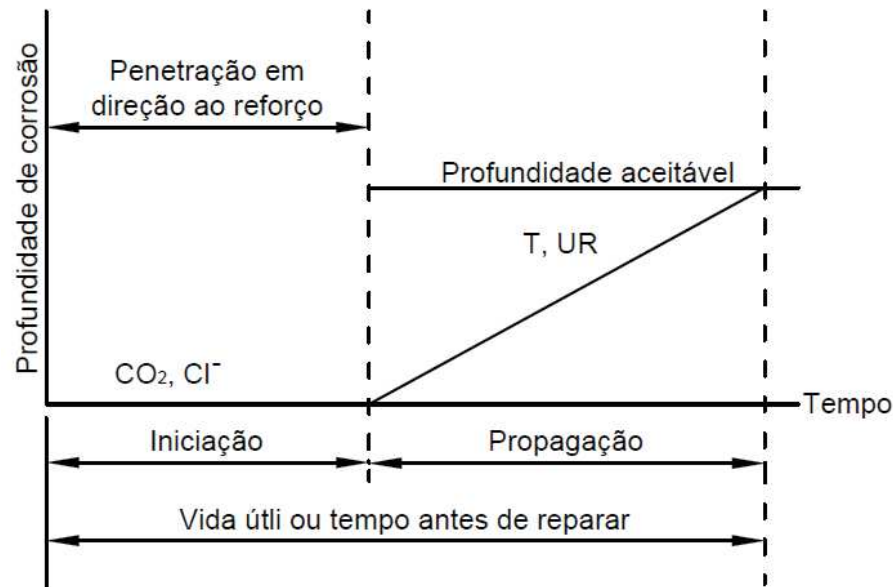 Profundidade de corrosão
Penetração em
direção ao reforço
Profundidade aceitável
T, UR
CO₂, Cl⁻
Tempo
Iniciação
Propagação
Vida útli ou tempo antes de reparar